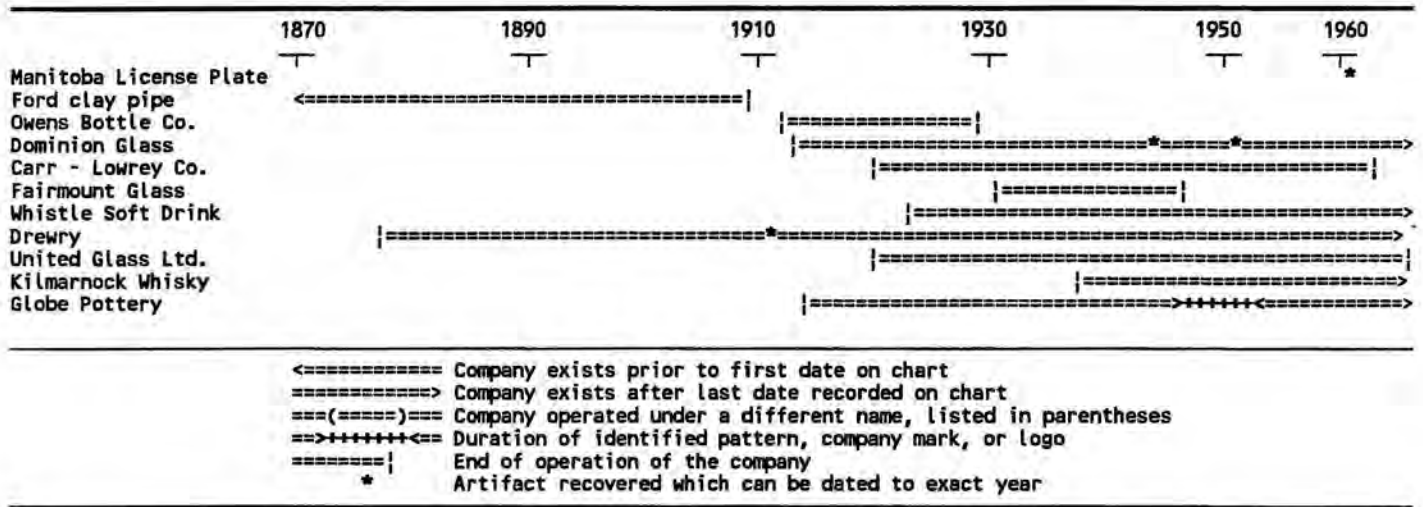 1870 1890 1910 1930 1950 1960
Manitoba License Plate *
Ford clay pipe <======================================|
Owens Bottle Co. |================|
Dominion Glass |==============================*======*==============>
Carr - Lowrey Co. |==========================================|
Fairmount Glass |===============|
Whistle Soft Drink |==========================================>
Drewry |=================================*=====================================================>
United Glass Ltd. |=============================================|
Kilmarnock Whisky |===========================>
Globe Pottery |===============================>++++++<============>
<============ Company exists prior to first date on chart
============> Company exists after last date recorded on chart
===(=====)=== Company operated under a different name, listed in parentheses
==>+++++++<== Duration of identified pattern, company mark, or logo
========| End of operation of the company
* Artifact recovered which can be dated to exact year